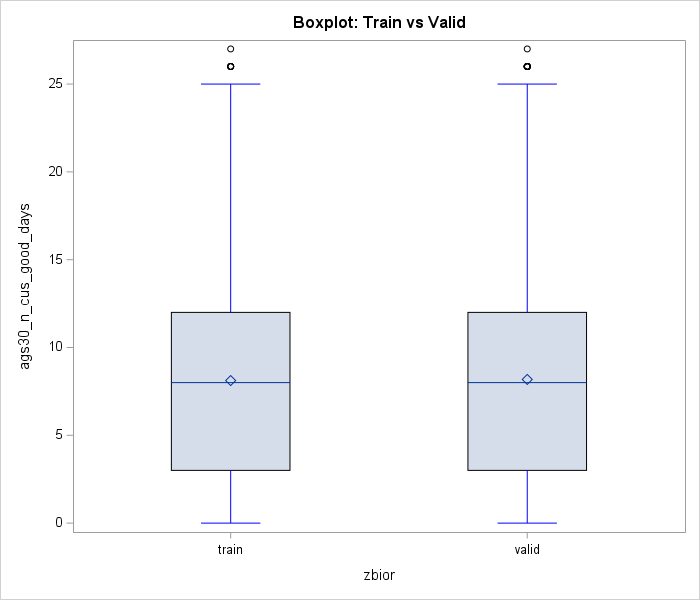 Boxplot: Train vs Valid
25
20
15
10
5
0
ags30_n_cus_good_days
train
valid
zbior